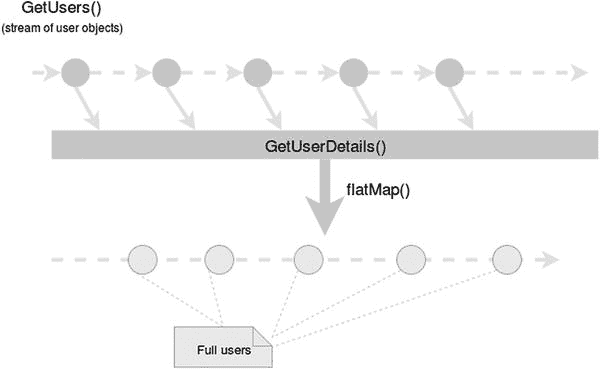 GetUsers()
(stream of user objects)
GetUserDetails()
flatMap()
Full users